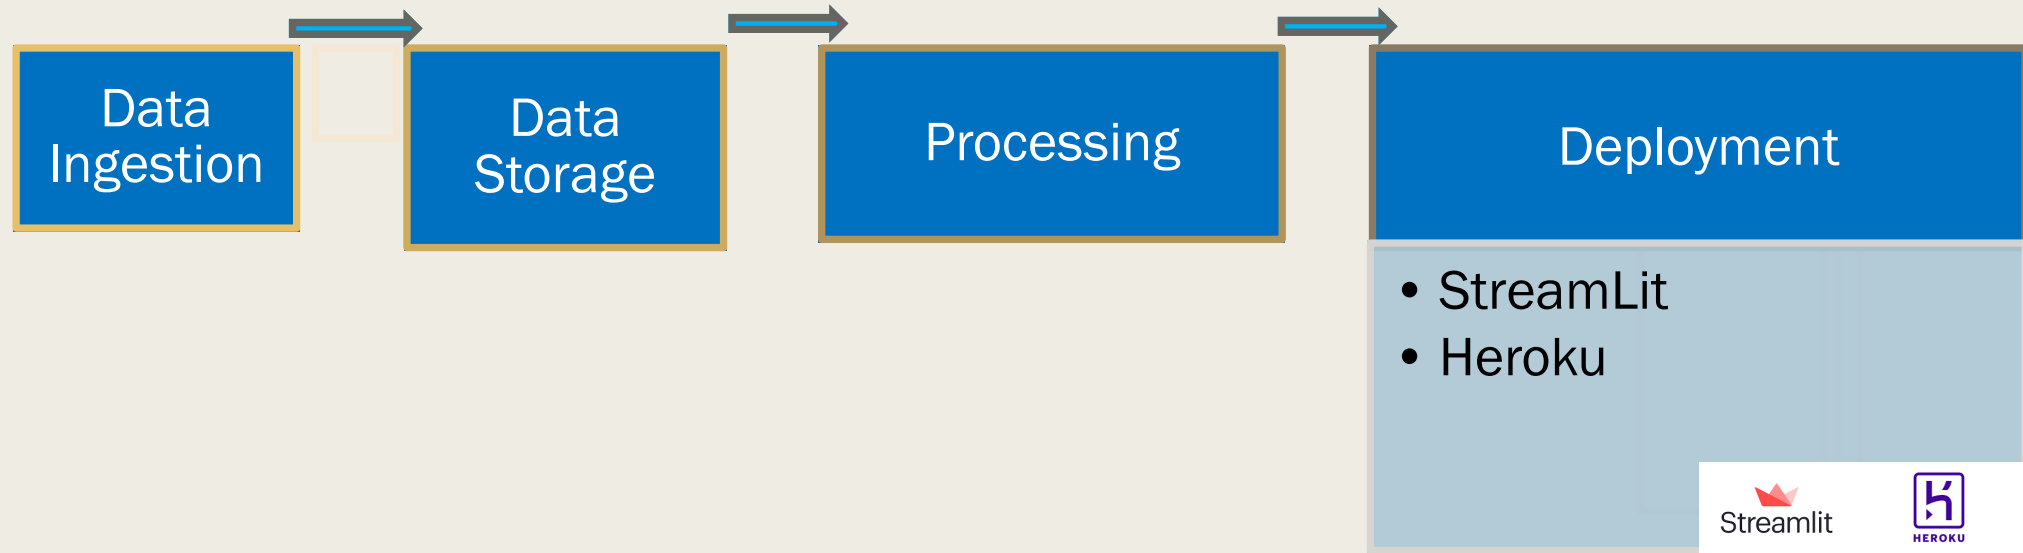 Data
Ingestion
Data
Storage
Processing
Deployment
• StreamLit
• Heroku
Streamlit
HEROKU